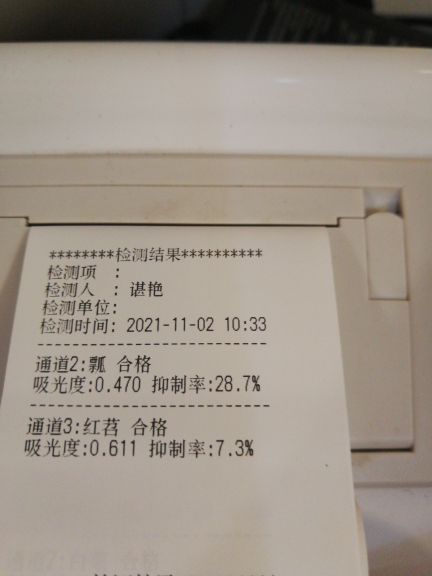 ********检测结果**********
检测项 :
检测人 : 谌艳
检测单位:
检测时间: 2021-11-02 10:33
通道2:瓢 合格
吸光度:0.470 抑制率:28.7%
通道3:红苕 合格
吸光度:0.611 抑制率:7.3%